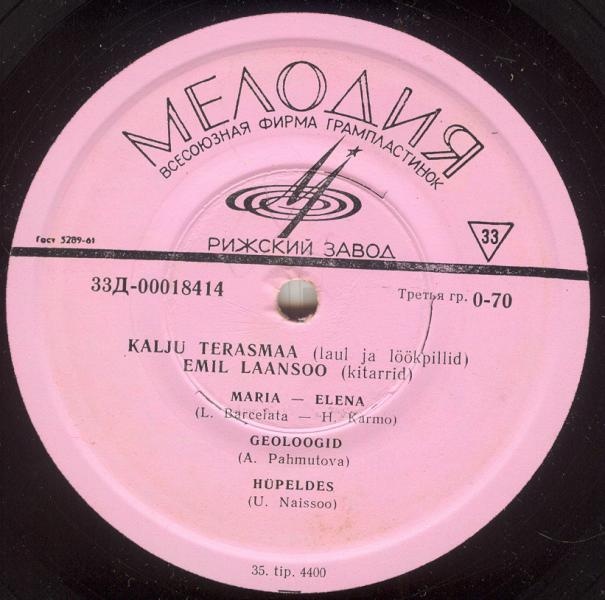 МЕЛОДИЯ
ВСЕСОЮЗНАЯ ФИРМА ГРАМПЛАСТИНОК
РИЖСКИЙ ЗАВОД
33
Гост 5289-61
33Д-00018414
Третья гр. 0-70
KALJU TERASMAA (laul ja löökpillid)
EMIL LAANSOO (kitarrid)
MARIA — ELENA
(L. Barcelata — H. Karmo)
GEOLOOGID
(A. Pahmutova)
HÜPELDES
(U. Naissoo)
35. tip. 4400